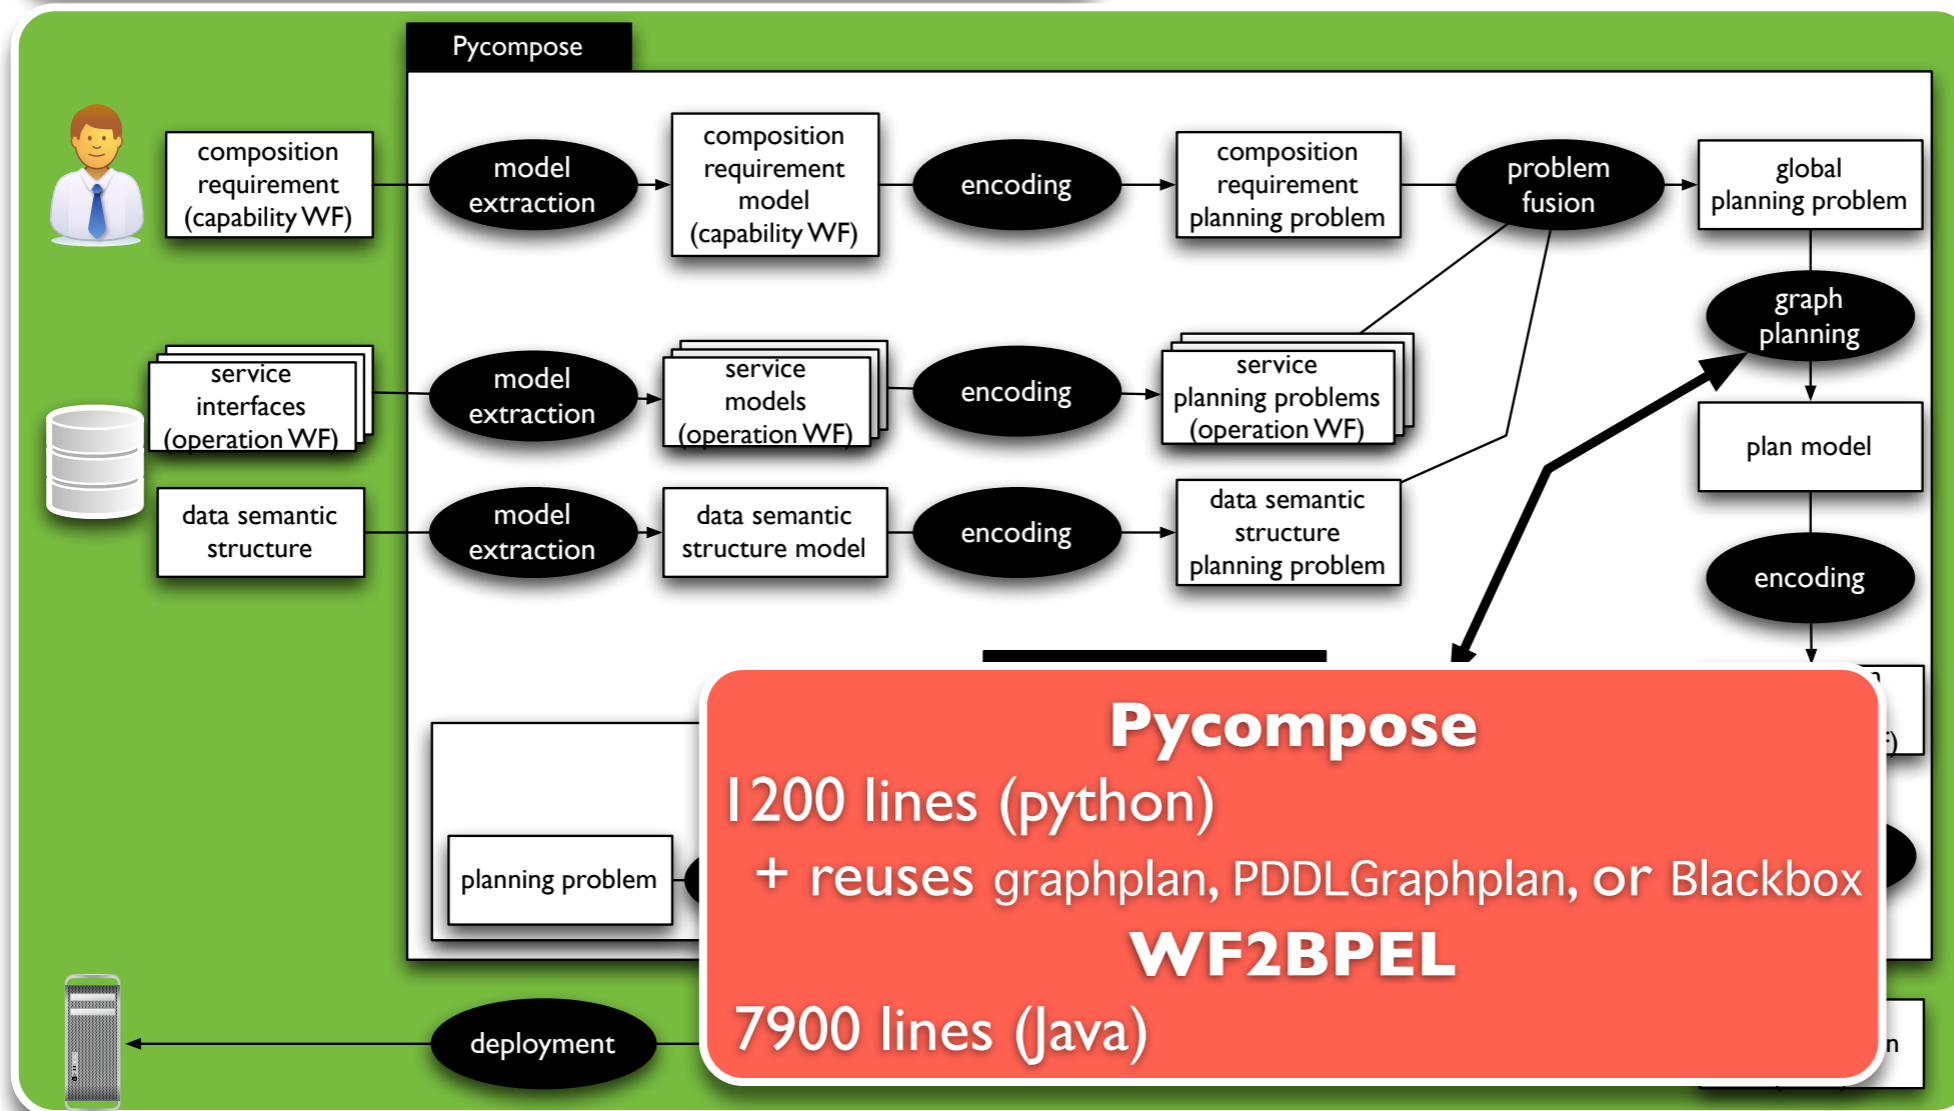 Pycompose
composition
requirement
(capability WF)
model
extraction
composition
requirement
model
(capability WF)
encoding
composition
requirement
planning problem
problem
fusion
global
planning problem
graph
planning
service
interfaces
(operation WF)
model
extraction
service
models
(operation WF)
encoding
service
planning problems
(operation WF)
plan model
data semantic
structure
model
extraction
data semantic
structure model
encoding
data semantic
structure
planning problem
encoding
planning problem
Pycompose
1200 lines (python)
+ reuses graphplan, PDDLGraphplan, or Blackbox
WF2BPEL
7900 lines (Java)
deployment